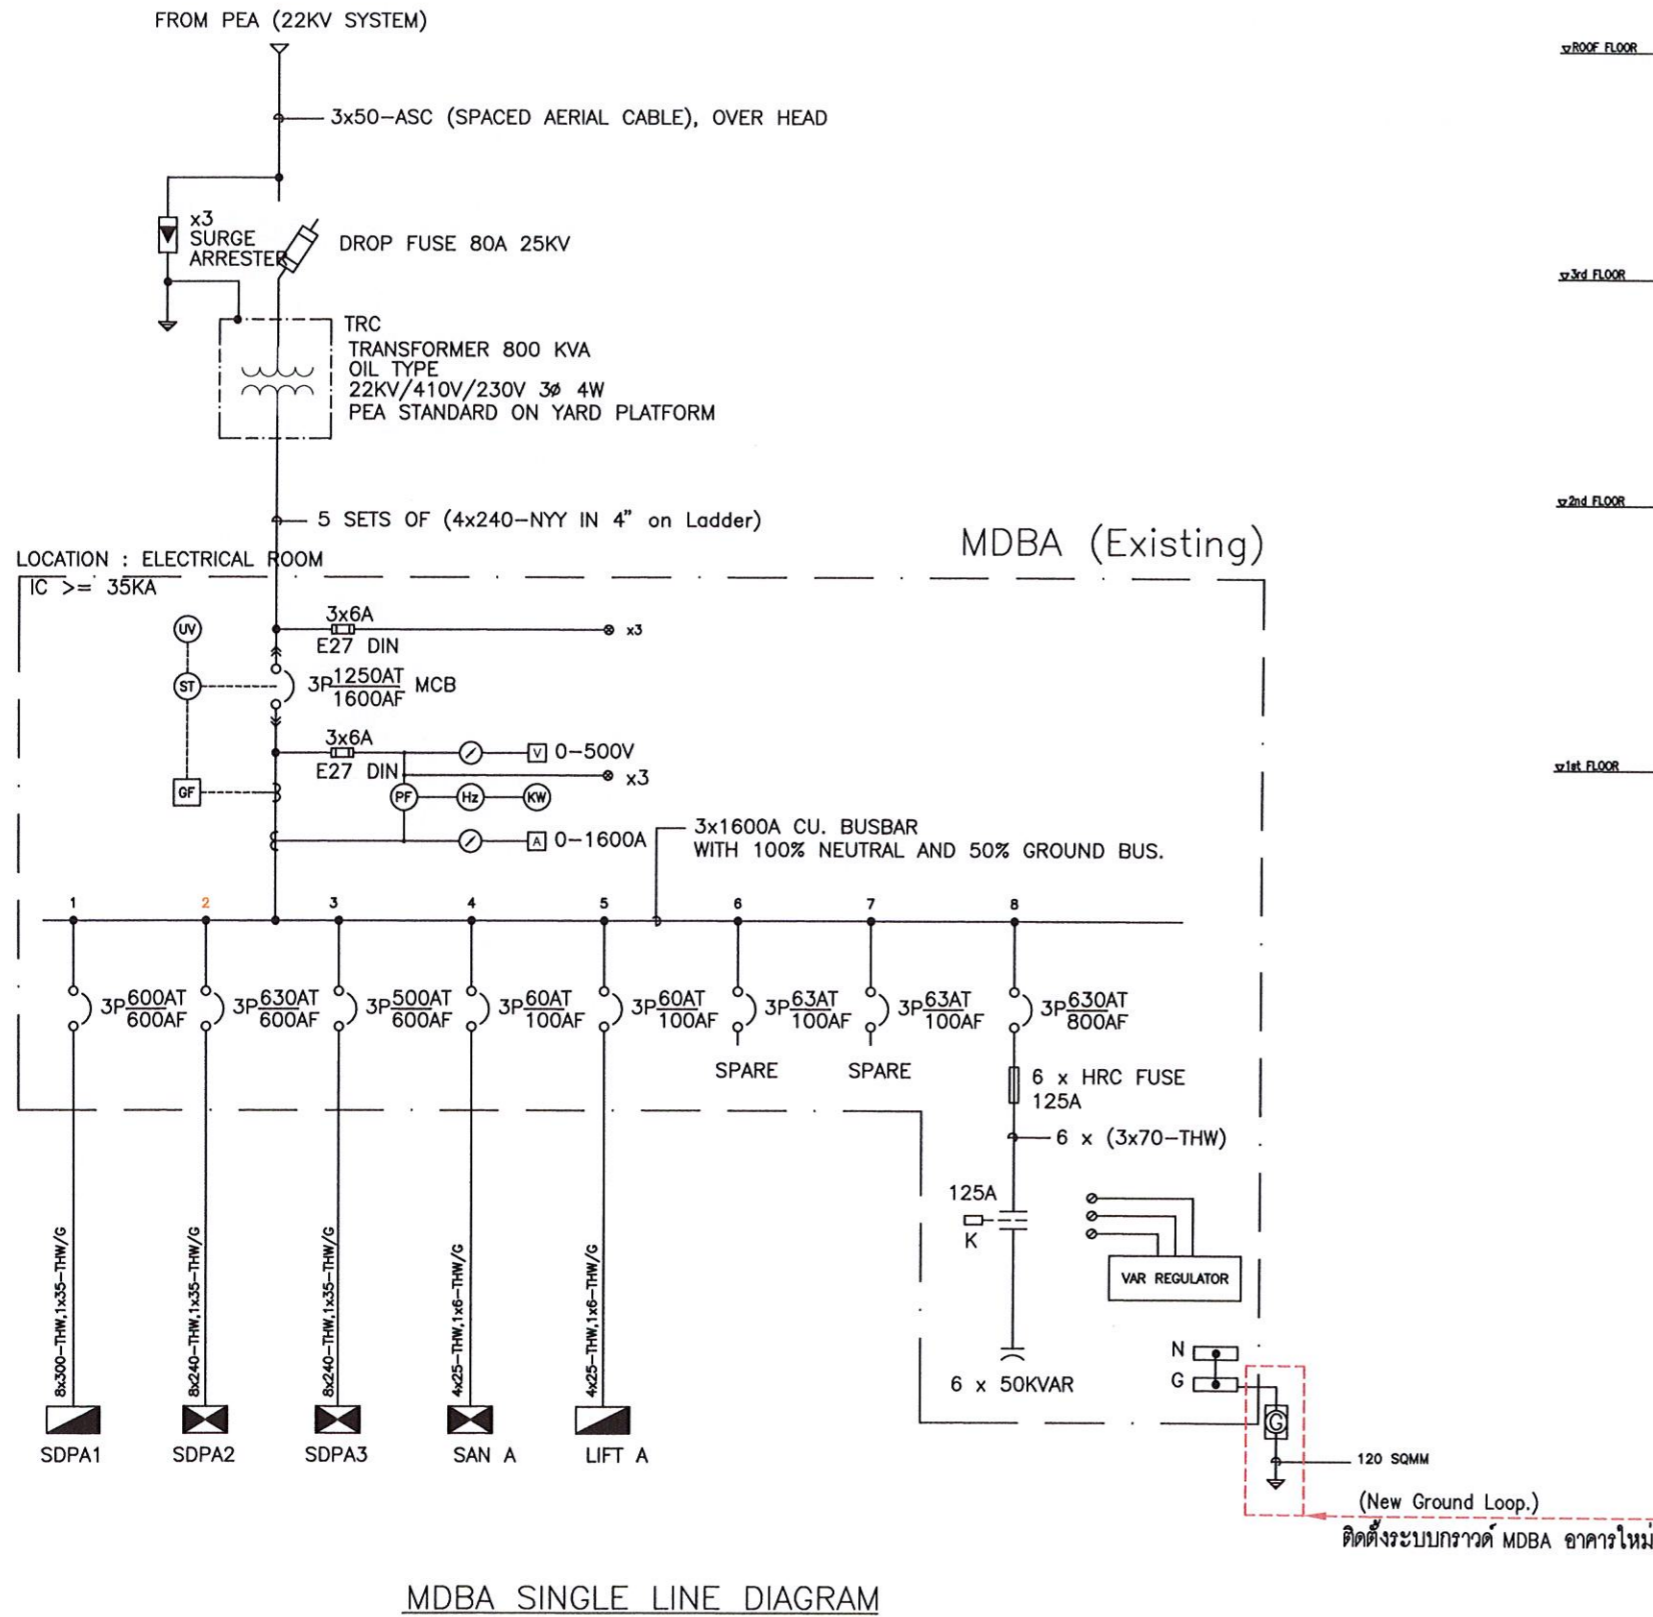 FROM PEA (22KV SYSTEM)
3x50-ASC (SPACED AERIAL CABLE), OVER HEAD
x3
SURGE
ARRESTER
DROP FUSE 80A 25KV
TRC
TRANSFORMER 800 KVA
OIL TYPE
22KV/410V/230V 3ø 4W
PEA STANDARD ON YARD PLATFORM
5 SETS OF (4x240-NYY IN 4" on Ladder)
MDBA (Existing)
LOCATION : ELECTRICAL ROOM
IC >= 35KA
UV
3x6A
E27 DIN
x3
ST
3P 1250AT MCB
1600AF
3x6A
E27 DIN
V 0-500V
x3
GF
PF
Hz
KW
A 0-1600A
3x1600A CU. BUSBAR
WITH 100% NEUTRAL AND 50% GROUND BUS.
1 2 3 4 5 6 7 8
3P 600AT 3P 630AT 3P 500AT 3P 60AT 3P 60AT 3P 63AT 3P 63AT 3P 630AT
600AF 600AF 600AF 100AF 100AF 100AF 100AF 800AF
SPARE SPARE
6 x HRC FUSE
125A
6 x (3x70-THW)
125A
K
VAR REGULATOR
6 x 50KVAR
N
G
G
120 SQMM
8x300-THW,1x35-THW/G
8x240-THW,1x35-THW/G
8x240-THW,1x35-THW/G
4x25-THW,1x6-THW/G
4x25-THW,1x6-THW/G
SDPA1 SDPA2 SDPA3 SAN A LIFT A
(New Ground Loop.)
ติดตั้งระบบกราวด์ MDBA อาคารใหม่
MDBA SINGLE LINE DIAGRAM
ROOF FLOOR
3rd FLOOR
2nd FLOOR
1st FLOOR